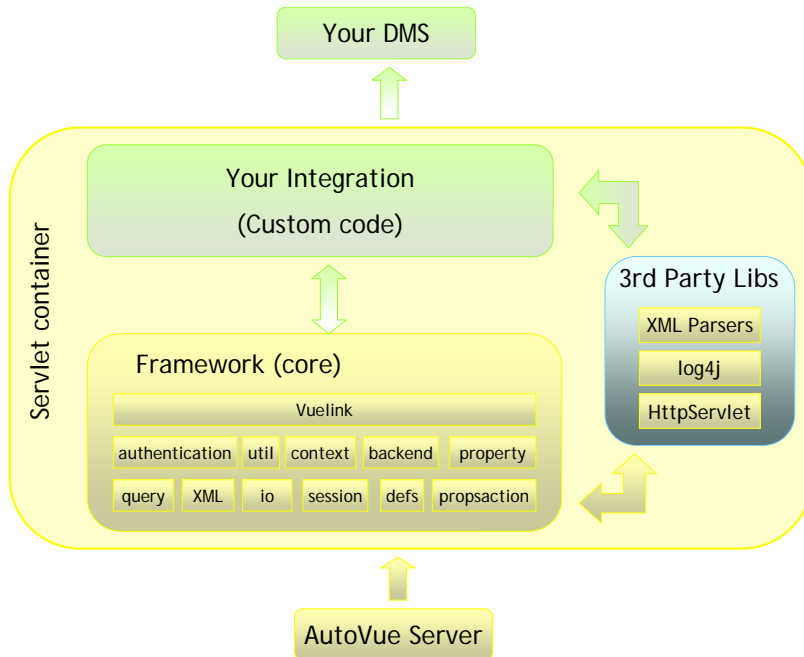 Your DMS
Servlet container
Your Integration
(Custom code)
3rd Party Libs
XML Parsers
log4j
HttpServlet
Framework (core)
Vuelink
authentication util context backend property
query XML io session defs propsaction
AutoVue Server